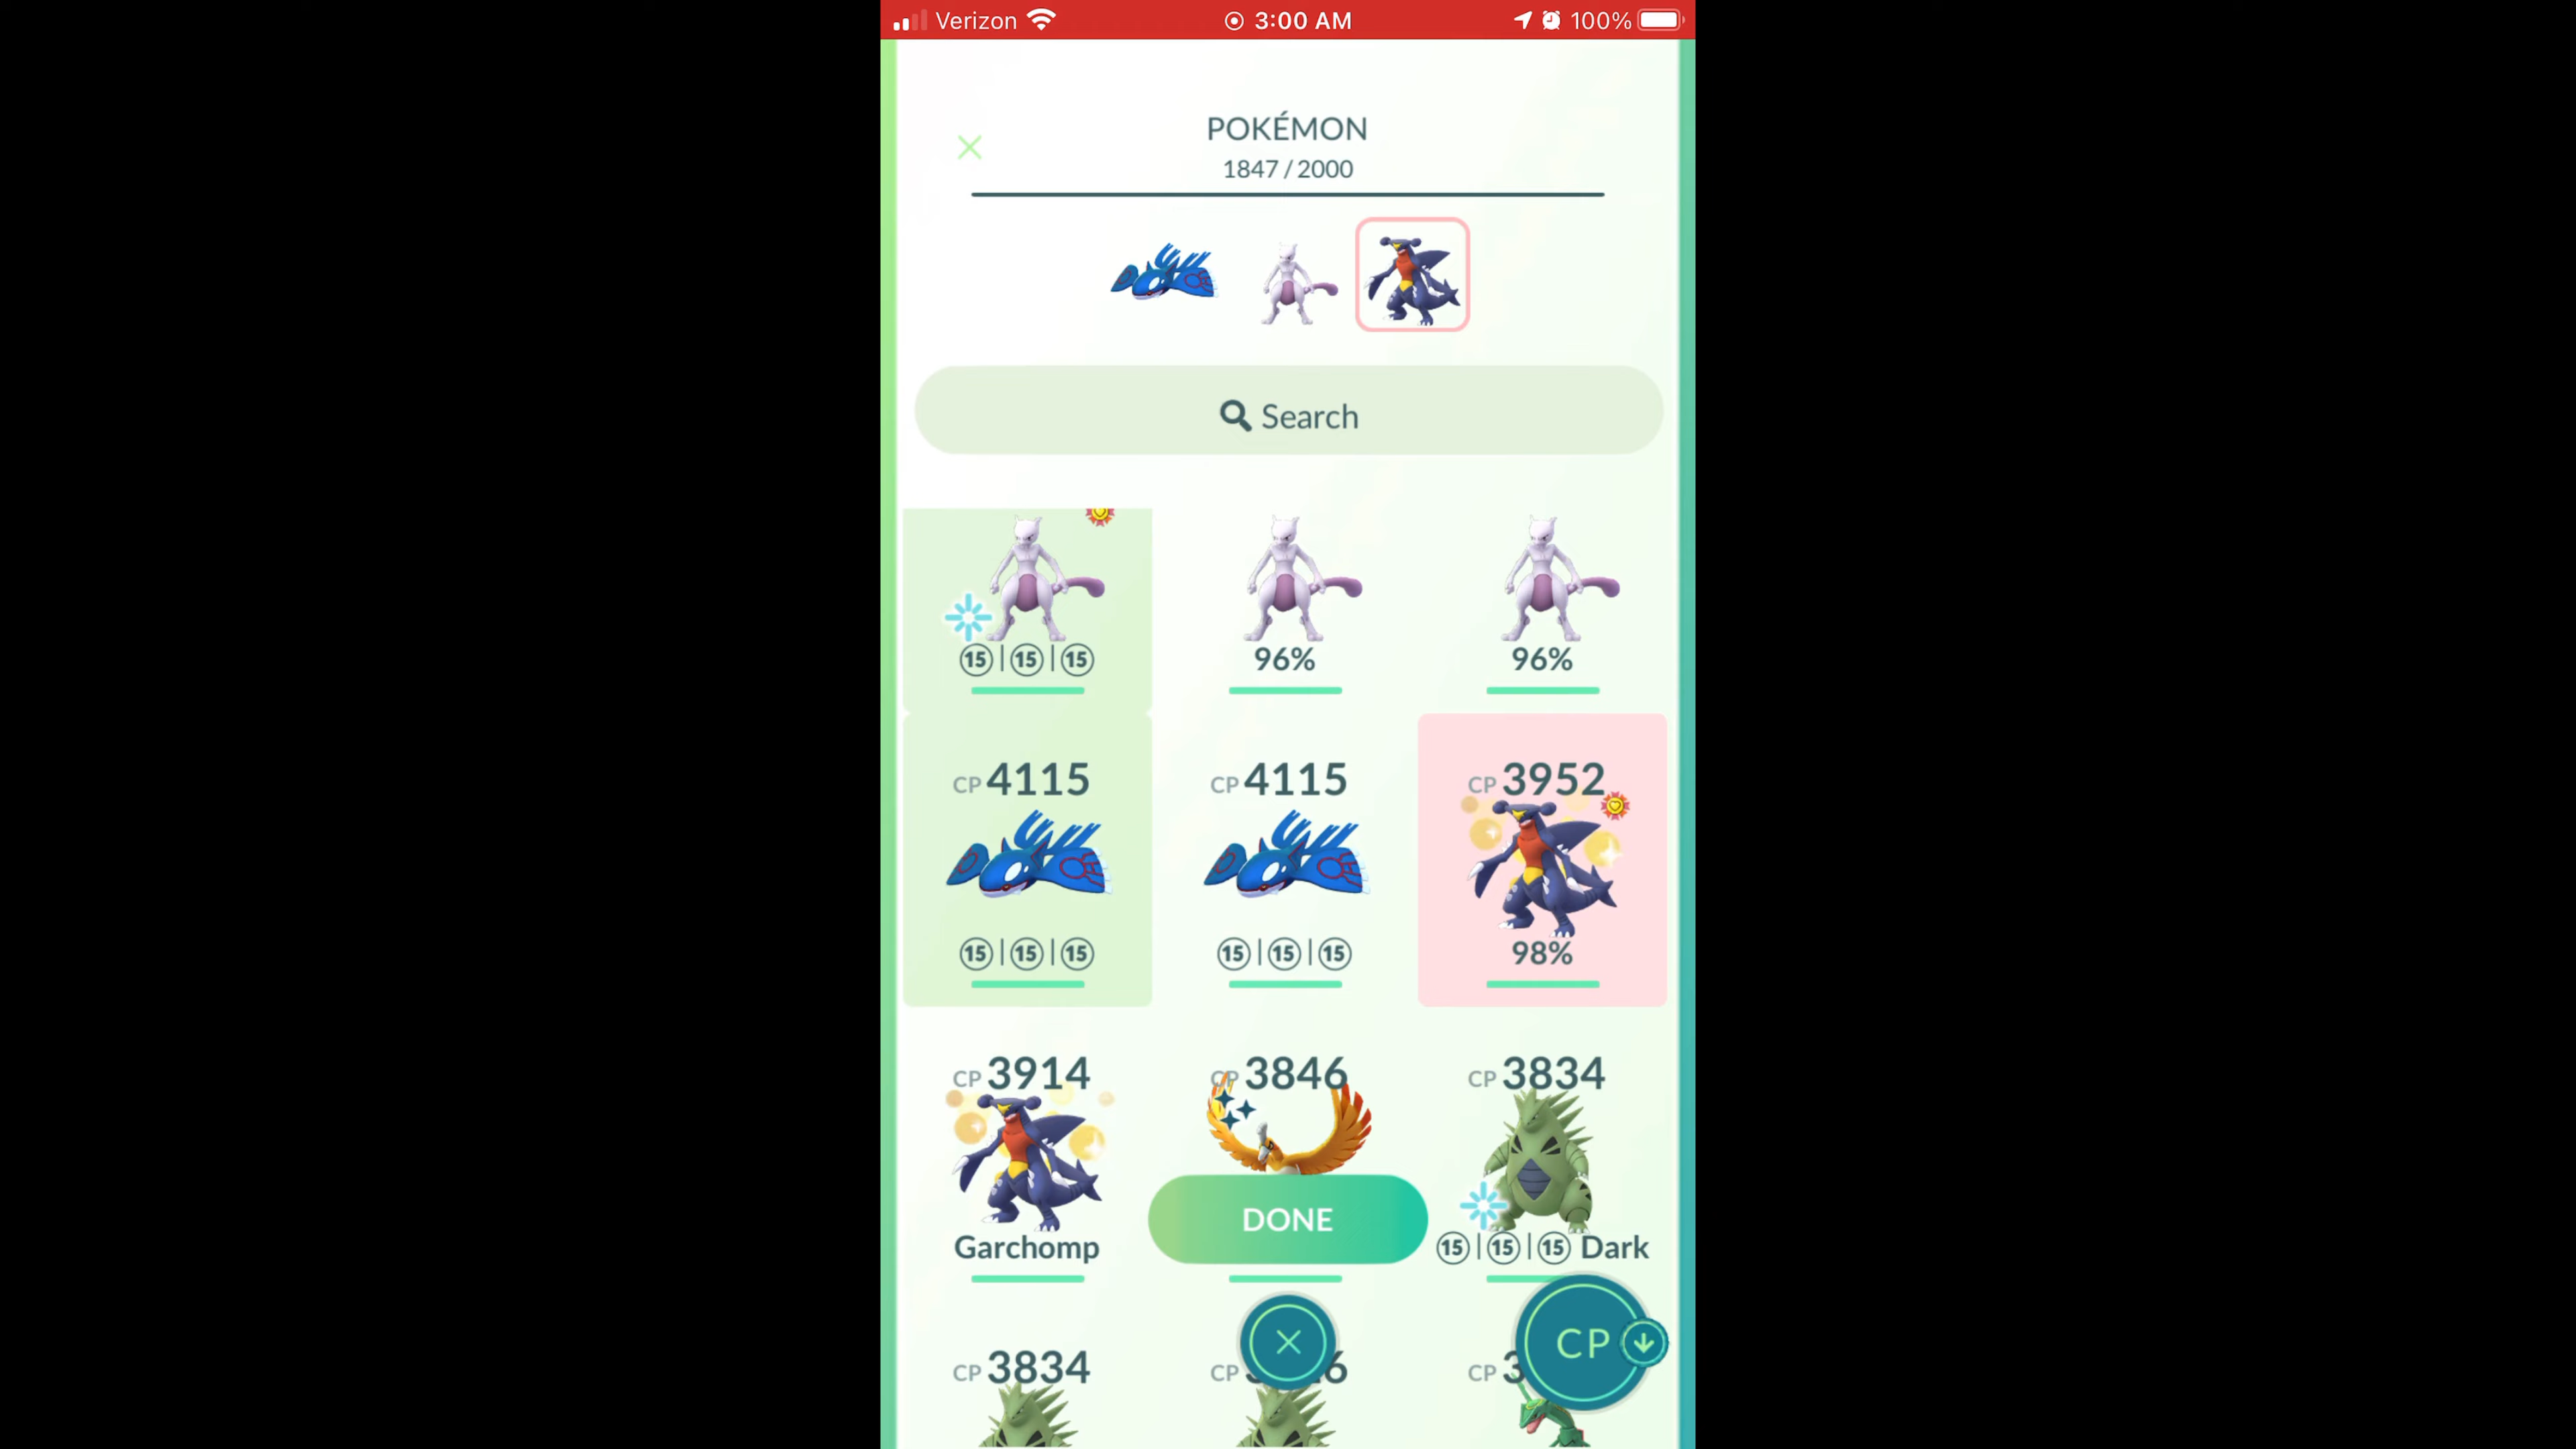 Verizon 3:00 AM 100%
POKÉMON
1847 / 2000
Search
15 | 15 | 15 96% 96%
CP 4115 CP 4115 CP 3952
15 | 15 | 15 15 | 15 | 15 98%
CP 3914 CP 3846 CP 3834
DONE
Garchomp 15 | 15 | 15 Dark
CP
CP 3834 CP CP